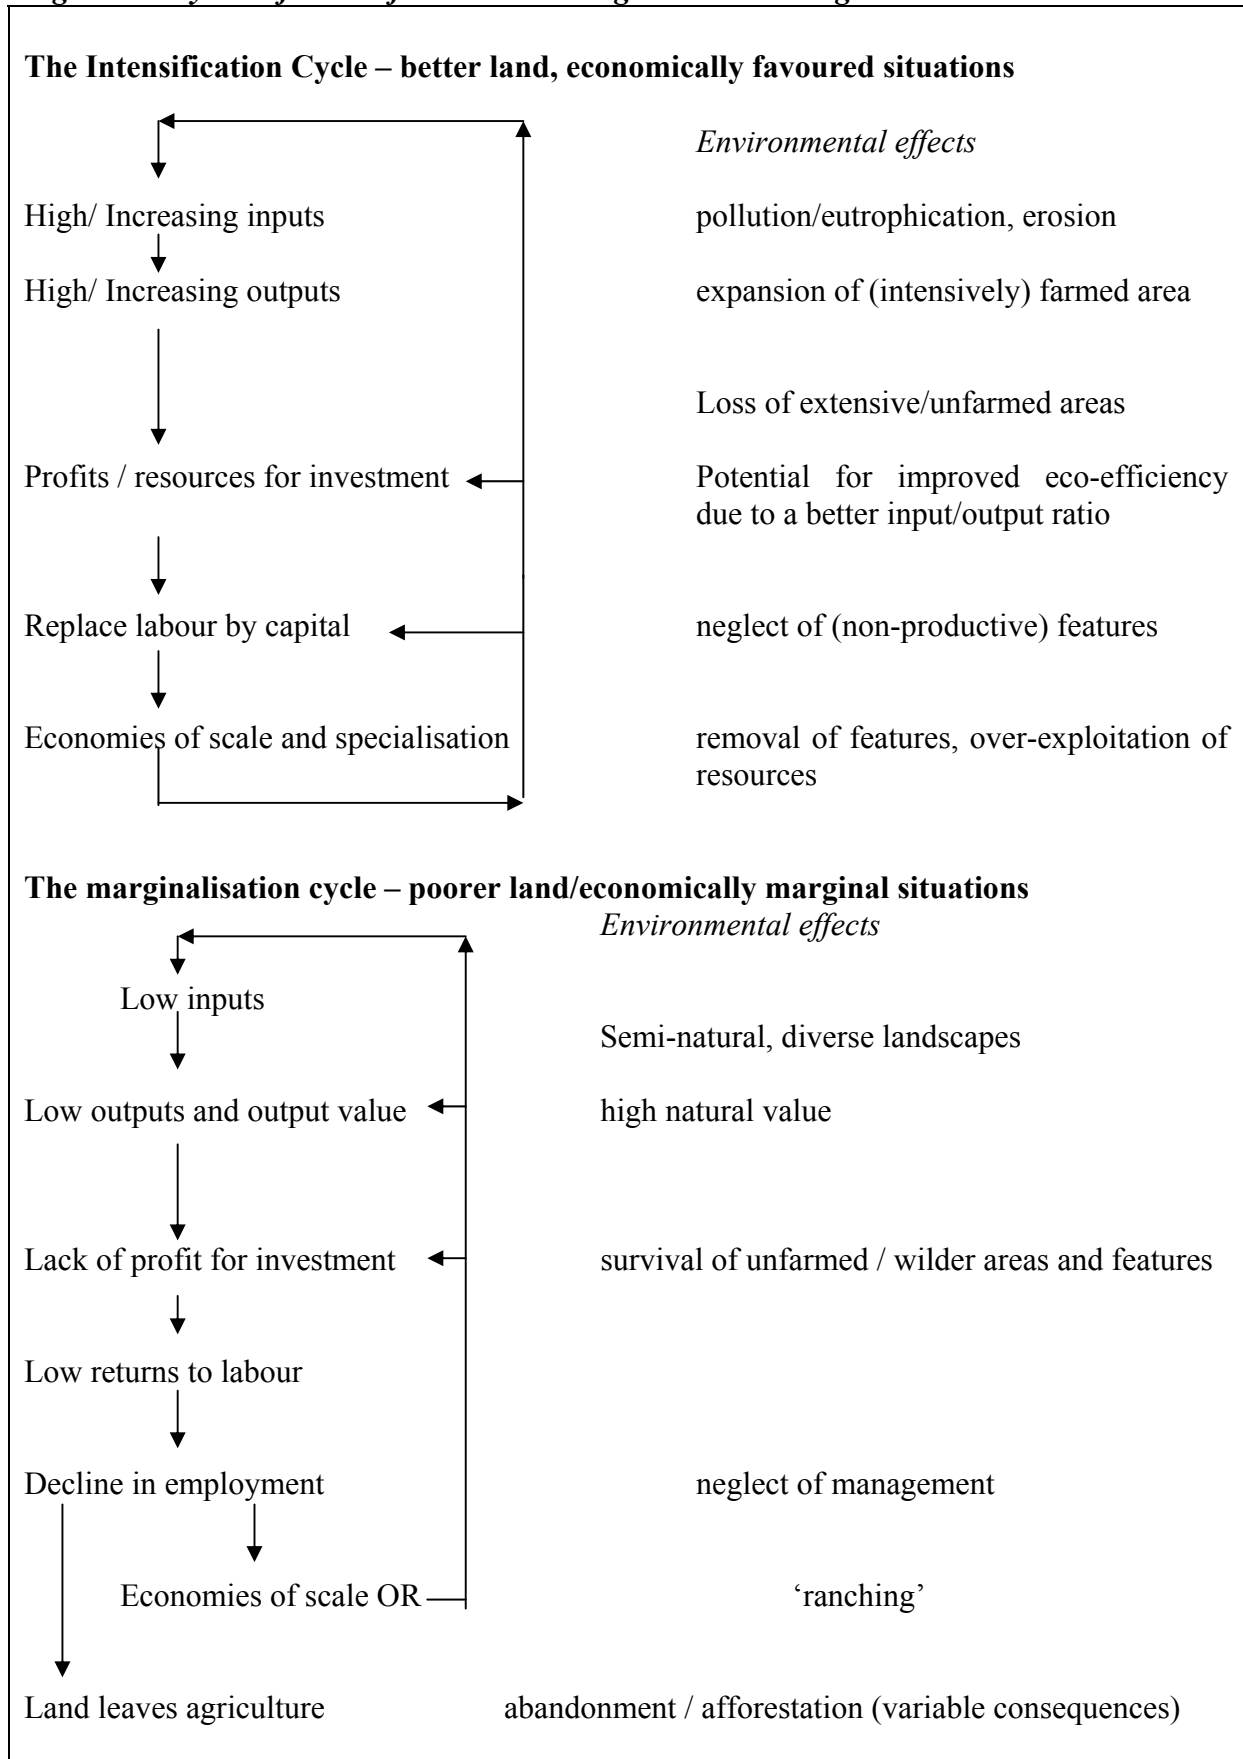 The Intensification Cycle – better land, economically favoured situations
Environmental effects
High/ Increasing inputs pollution/eutrophication, erosion
High/ Increasing outputs expansion of (intensively) farmed area
Loss of extensive/unfarmed areas
Profits / resources for investment Potential for improved eco-efficiency
due to a better input/output ratio
Replace labour by capital neglect of (non-productive) features
Economies of scale and specialisation removal of features, over-exploitation of
resources
The marginalisation cycle – poorer land/economically marginal situations
Environmental effects
Low inputs
Semi-natural, diverse landscapes
Low outputs and output value high natural value
Lack of profit for investment survival of unfarmed / wilder areas and features
Low returns to labour
Decline in employment neglect of management
Economies of scale OR ‘ranching’
Land leaves agriculture abandonment / afforestation (variable consequences)